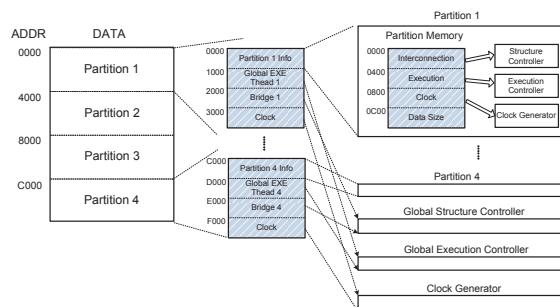 ADDR DATA
0000
Partition 1
4000
Partition 2
8000
Partition 3
C000
Partition 4
0000
Partition 1 Info
1000
Global EXE
Thead 1
2000
Bridge 1
3000
Clock
C000
Partition 4 Info
D000
Global EXE
Thead 4
E000
Bridge 4
F000
Clock
Partition 1
Partition Memory
0000
Interconnection
0400
Execution
0800
Clock
0C00
Data Size
Structure
Controller
Execution
Controller
Clock Generator
Partition 4
Global Structure Controller
Global Execution Controller
Clock Generator